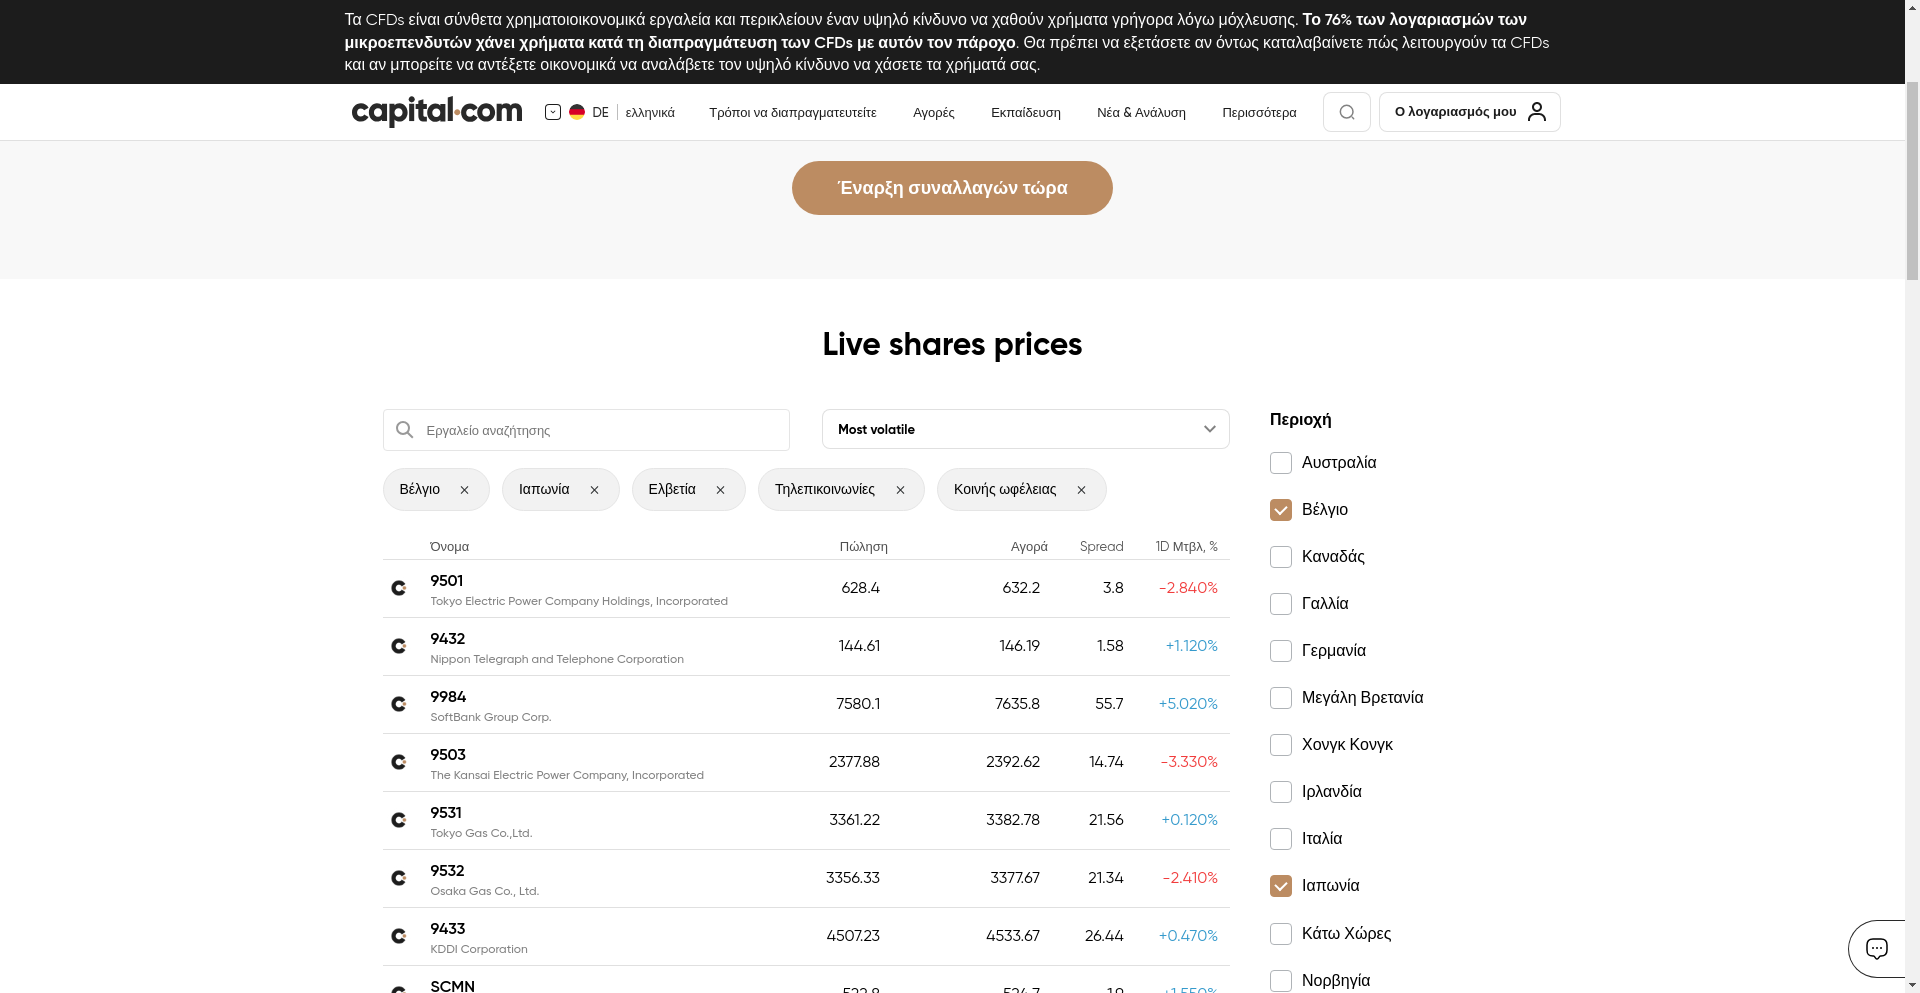 Τα CFDs είναι σύνθετα χρηματοιοικονομικά εργαλεία και περικλείουν έναν υψηλό κίνδυνο να χαθούν χρήματα γρήγορα λόγω μόχλευσης. Το 76% των λογαριασμών των
μικροεπενδυτών χάνει χρήματα κατά τη διαπραγμάτευση των CFDs με αυτόν τον πάροχο. Θα πρέπει να εξετάσετε αν όντως καταλαβαίνετε πώς λειτουργούν τα CFDs
και αν μπορείτε να αντέξετε οικονομικά να αναλάβετε τον υψηλό κίνδυνο να χάσετε τα χρήματά σας.
capital.com DE ελληνικά Τρόποι να διαπραγματευτείτε Αγορές Εκπαίδευση Νέα & Ανάλυση Περισσότερα Ο λογαριασμός μου
Έναρξη συναλλαγών τώρα
Live shares prices
Εργαλείο αναζήτησης
Most volatile
Βέλγιο Ιαπωνία Ελβετία Τηλεπικοινωνίες Κοινής ωφέλειας
Όνομα Πώληση Αγορά Spread 1D Μτβλ, %
9501 628.4 632.2 3.8 -2.840%
Tokyo Electric Power Company Holdings, Incorporated
9432 144.61 146.19 1.58 +1.120%
Nippon Telegraph and Telephone Corporation
9984 7580.1 7635.8 55.7 +5.020%
SoftBank Group Corp.
9503 2377.88 2392.62 14.74 -3.330%
The Kansai Electric Power Company, Incorporated
9531 3361.22 3382.78 21.56 +0.120%
Tokyo Gas Co.,Ltd.
9532 3356.33 3377.67 21.34 -2.410%
Osaka Gas Co., Ltd.
9433 4507.23 4533.67 26.44 +0.470%
KDDI Corporation
SCMN 522.8 524.7 1.9 +1.550%
Περιοχή
Αυστραλία
Βέλγιο
Καναδάς
Γαλλία
Γερμανία
Μεγάλη Βρετανία
Χονγκ Κονγκ
Ιρλανδία
Ιταλία
Ιαπωνία
Κάτω Χώρες
Νορβηγία